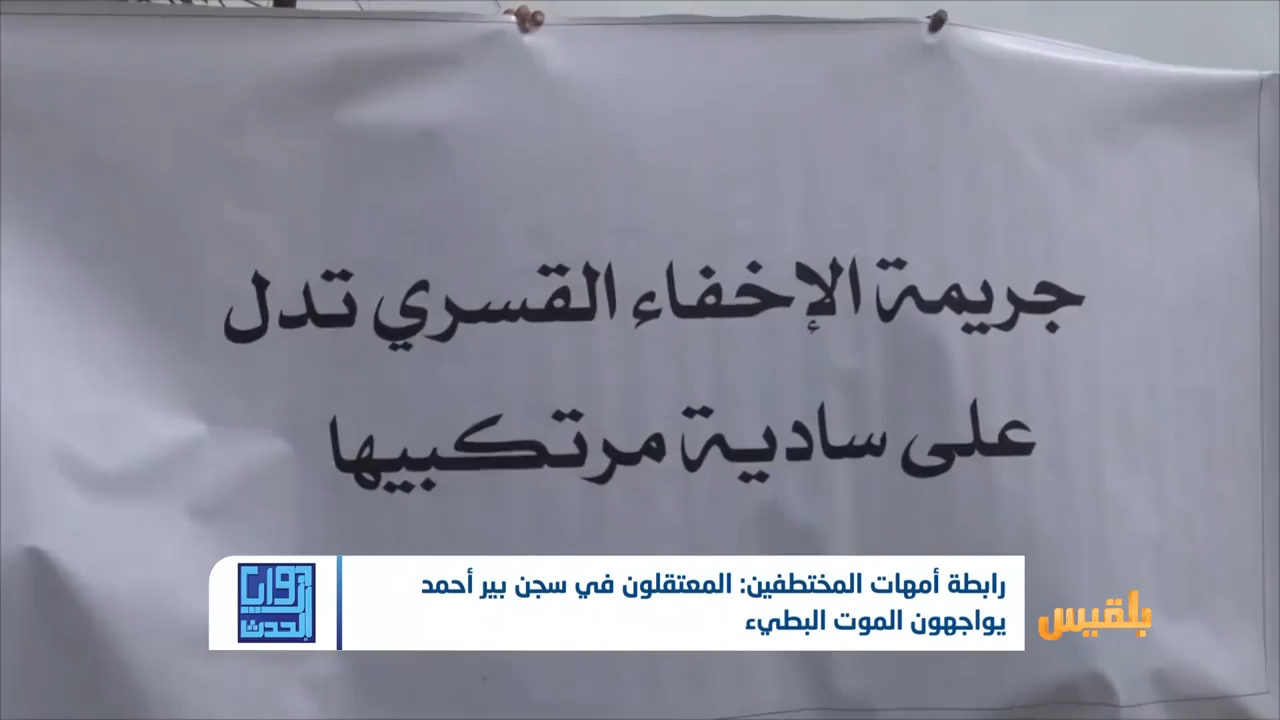 جريمة الإخفاء القسري تدل
على سادية مرتكبيها
رابطة أمهات المختطفين: المعتقلون في سجن بير أحمد
يواجهون الموت البطيء
زوايا
الحدث
بلقيس